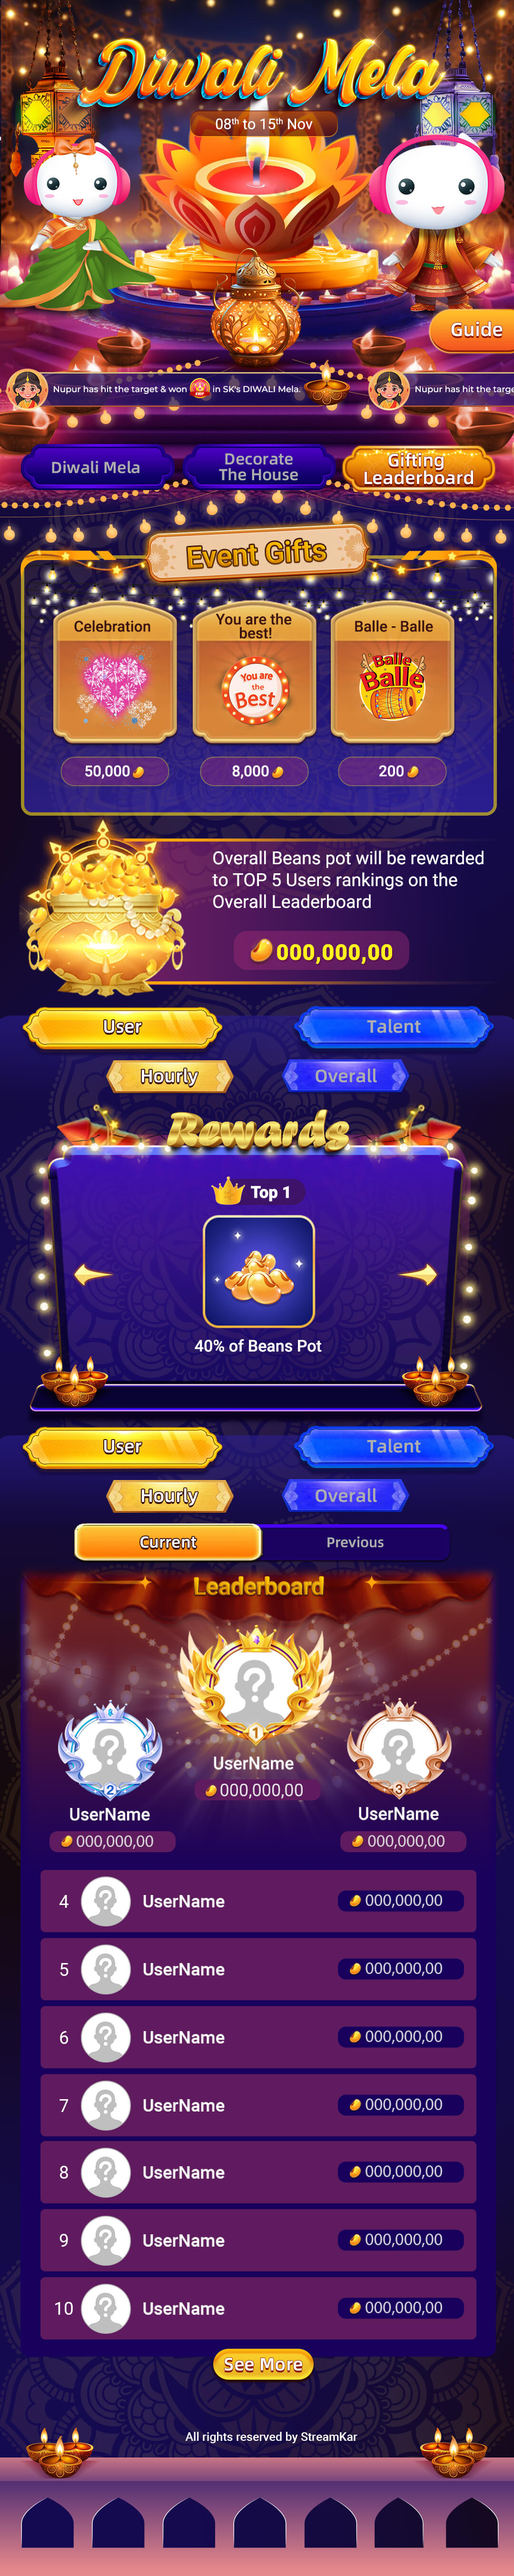 Diwali Mela
08th to 15th Nov
Guide
Nupur has hit the target & won VIP in SK's DIWALI Mela.
Nupur has hit the targe
Diwali Mela
Decorate
The House
Gifting
Leaderboard
Event Gifts
Celebration
You are the
best!
Balle - Balle
You are
the
Best
Balle
Balle
50,000
8,000
200
Overall Beans pot will be rewarded
to TOP 5 Users rankings on the
Overall Leaderboard
000,000,00
User
Talent
Hourly
Overall
Rewards
Top 1
40% of Beans Pot
User
Talent
Hourly
Overall
Current
Previous
Leaderboard
1
UserName
000,000,00
2
UserName
000,000,00
3
UserName
000,000,00
4 UserName 000,000,00
5 UserName 000,000,00
6 UserName 000,000,00
7 UserName 000,000,00
8 UserName 000,000,00
9 UserName 000,000,00
10 UserName 000,000,00
See More
All rights reserved by StreamKar